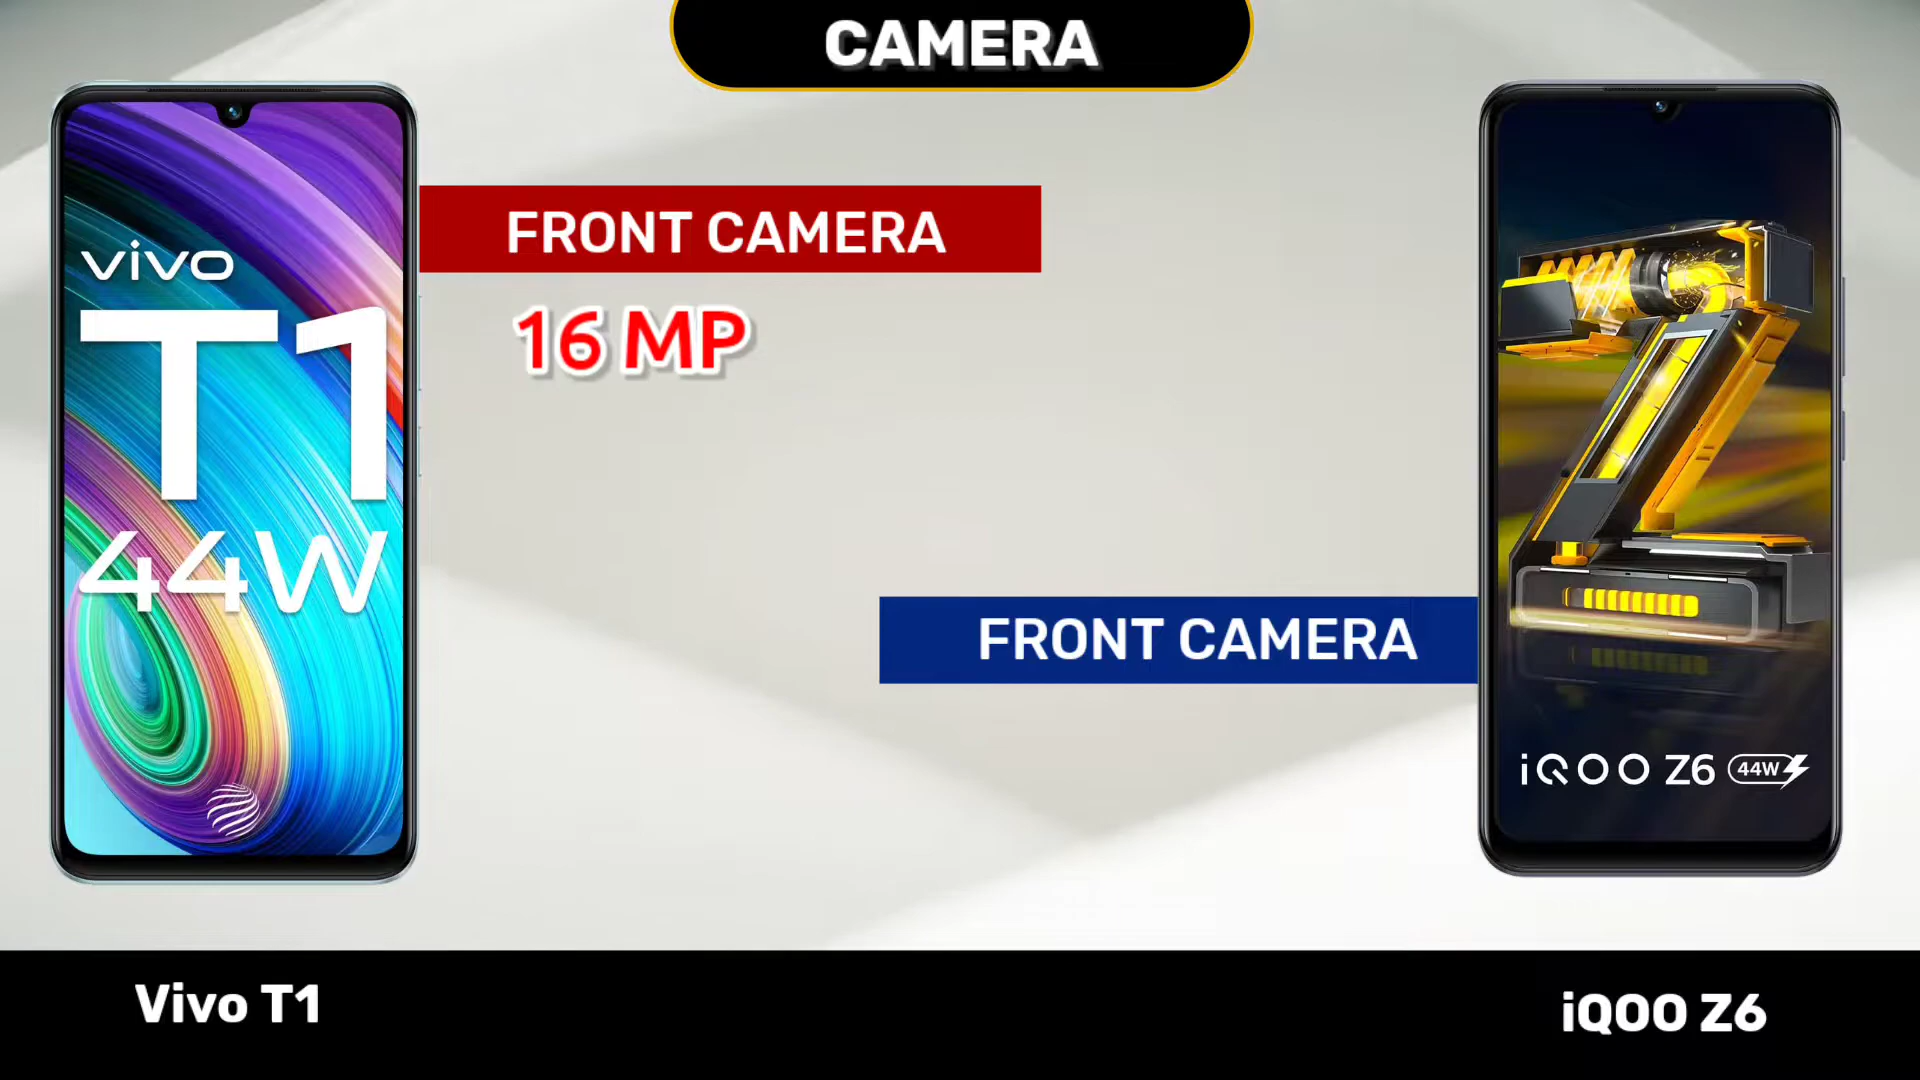 CAMERA
vivo
T1
44W
FRONT CAMERA
16 MP
FRONT CAMERA
iQOO Z6 44W
Vivo T1
iQOO Z6